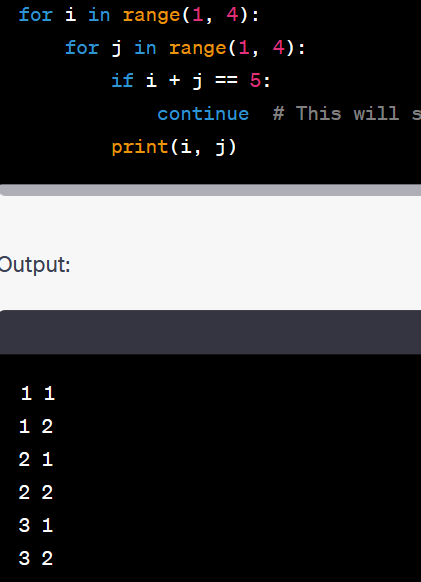 for i in range(1, 4):
    for j in range(1, 4):
        if i + j == 5:
            continue  # This will
        print(i, j)
Output:
1 1
1 2
2 1
2 2
3 1
3 2